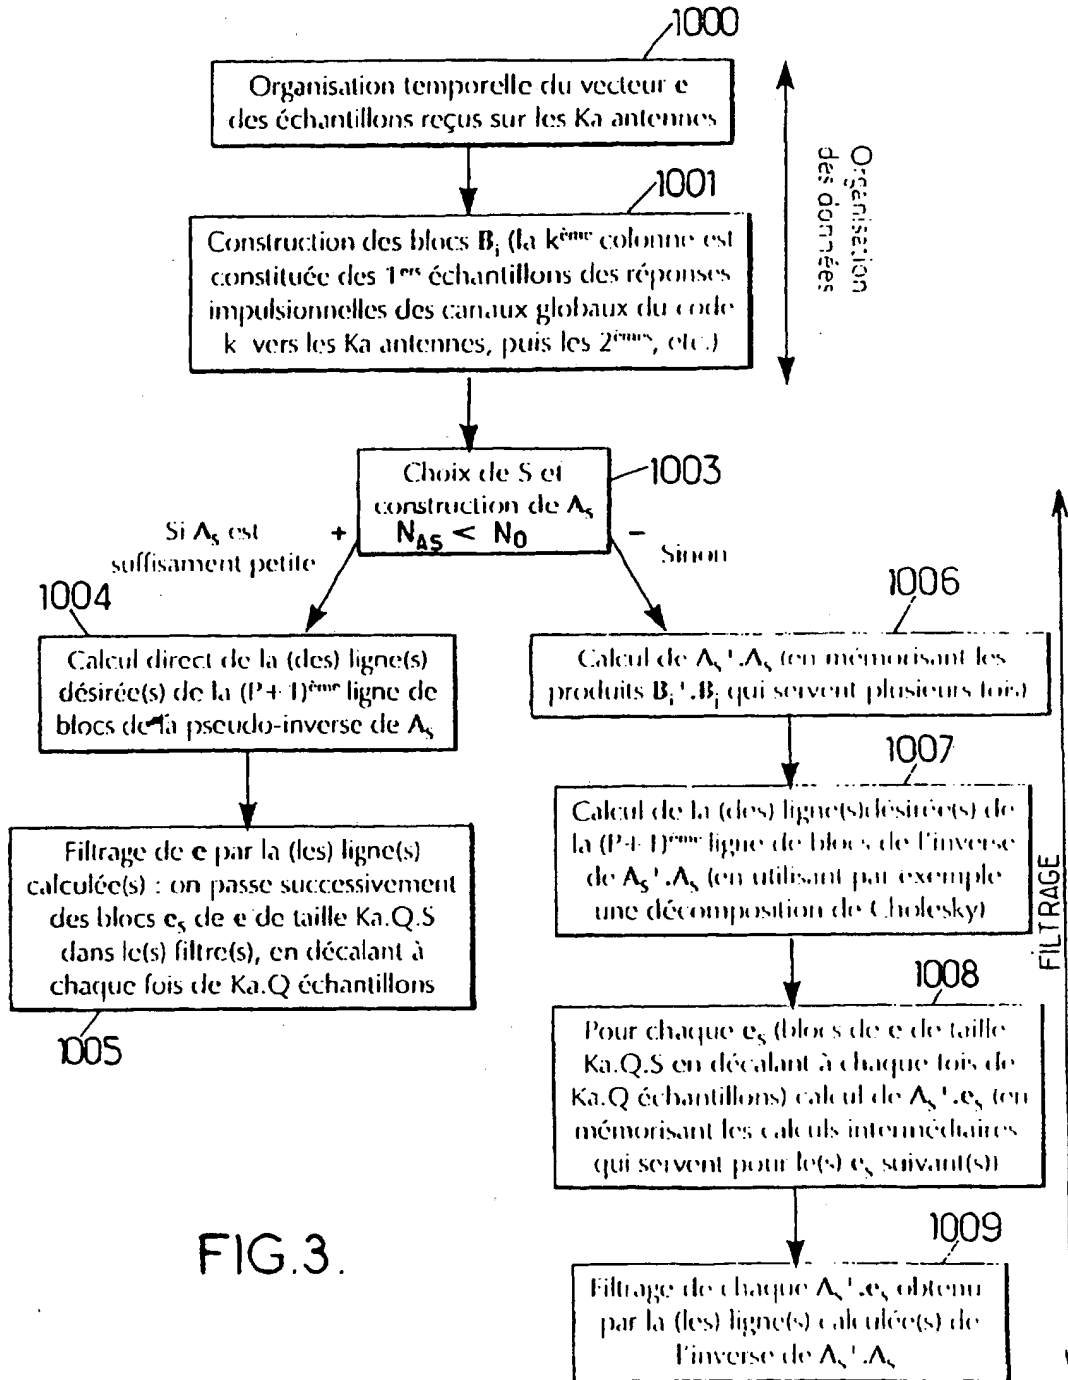 1000
Organisation temporelle du vecteur e
des échantillons reçus sur les Ka antennes
Organisation
des données
1001
Construction des blocs Bi (la kème colonne est
constituée des 1ers échantillons des réponses
impulsionnelles des canaux globaux du code
k vers les Ka antennes, puis les 2èmes, etc.)
1003
Choix de S et
construction de As
NAS < N0
Si As est
suffisament petite
+
−
Sinon
1004
Calcul direct de la (des) ligne(s)
désirée(s) de la (P+1)ème ligne de
blocs de la pseudo-inverse de As
Filtrage de e par la (les) ligne(s)
calculée(s) : on passe successivement
des blocs es de e de taille Ka.Q.S
dans le(s) filtre(s), en décalant à
chaque fois de Ka.Q échantillons
1005
1006
Calcul de As+.As (en mémorisant les
produits Bi+.Bj qui servent plusieurs fois)
1007
Calcul de la (des) ligne(s)désirée(s) de
la (P+1)ème ligne de blocs de l'inverse
de As+.As (en utilisant par exemple
une décomposition de Cholesky)
1008
Pour chaque es (blocs de e de taille
Ka.Q.S en décalant à chaque fois de
Ka.Q échantillons) calcul de As+.es (en
mémorisant les calculs intermédiaires
qui servent pour le(s) es suivant(s))
1009
Filtrage de chaque As+.es obtenu
par la (les) ligne(s) calculée(s) de
l'inverse de As+.As
FILTRAGE
FIG.3.